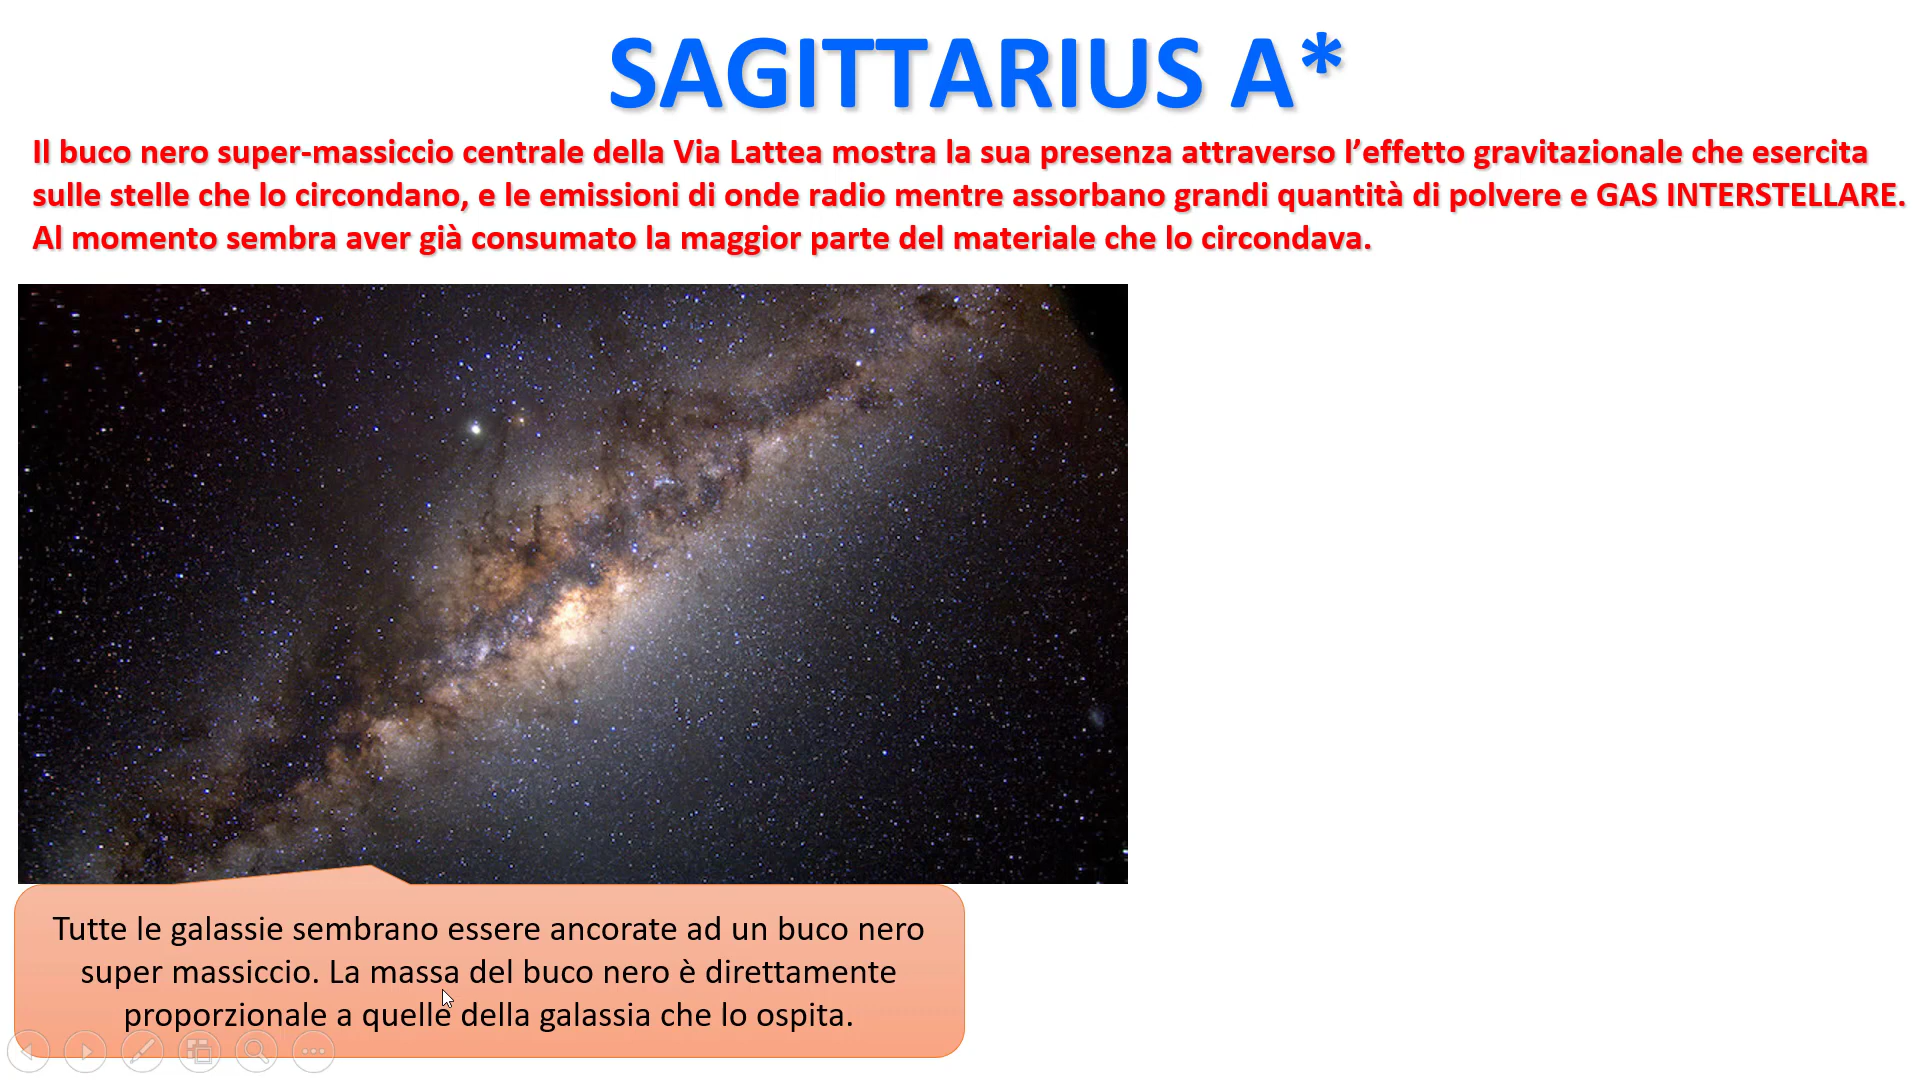 SAGITTARIUS A*
Il buco nero super-massiccio centrale della Via Lattea mostra la sua presenza attraverso l’effetto gravitazionale che esercita
sulle stelle che lo circondano, e le emissioni di onde radio mentre assorbano grandi quantità di polvere e GAS INTERSTELLARE.
Al momento sembra aver già consumato la maggior parte del materiale che lo circondava.
Tutte le galassie sembrano essere ancorate ad un buco nero
super massiccio. La massa del buco nero è direttamente
proporzionale a quelle della galassia che lo ospita.